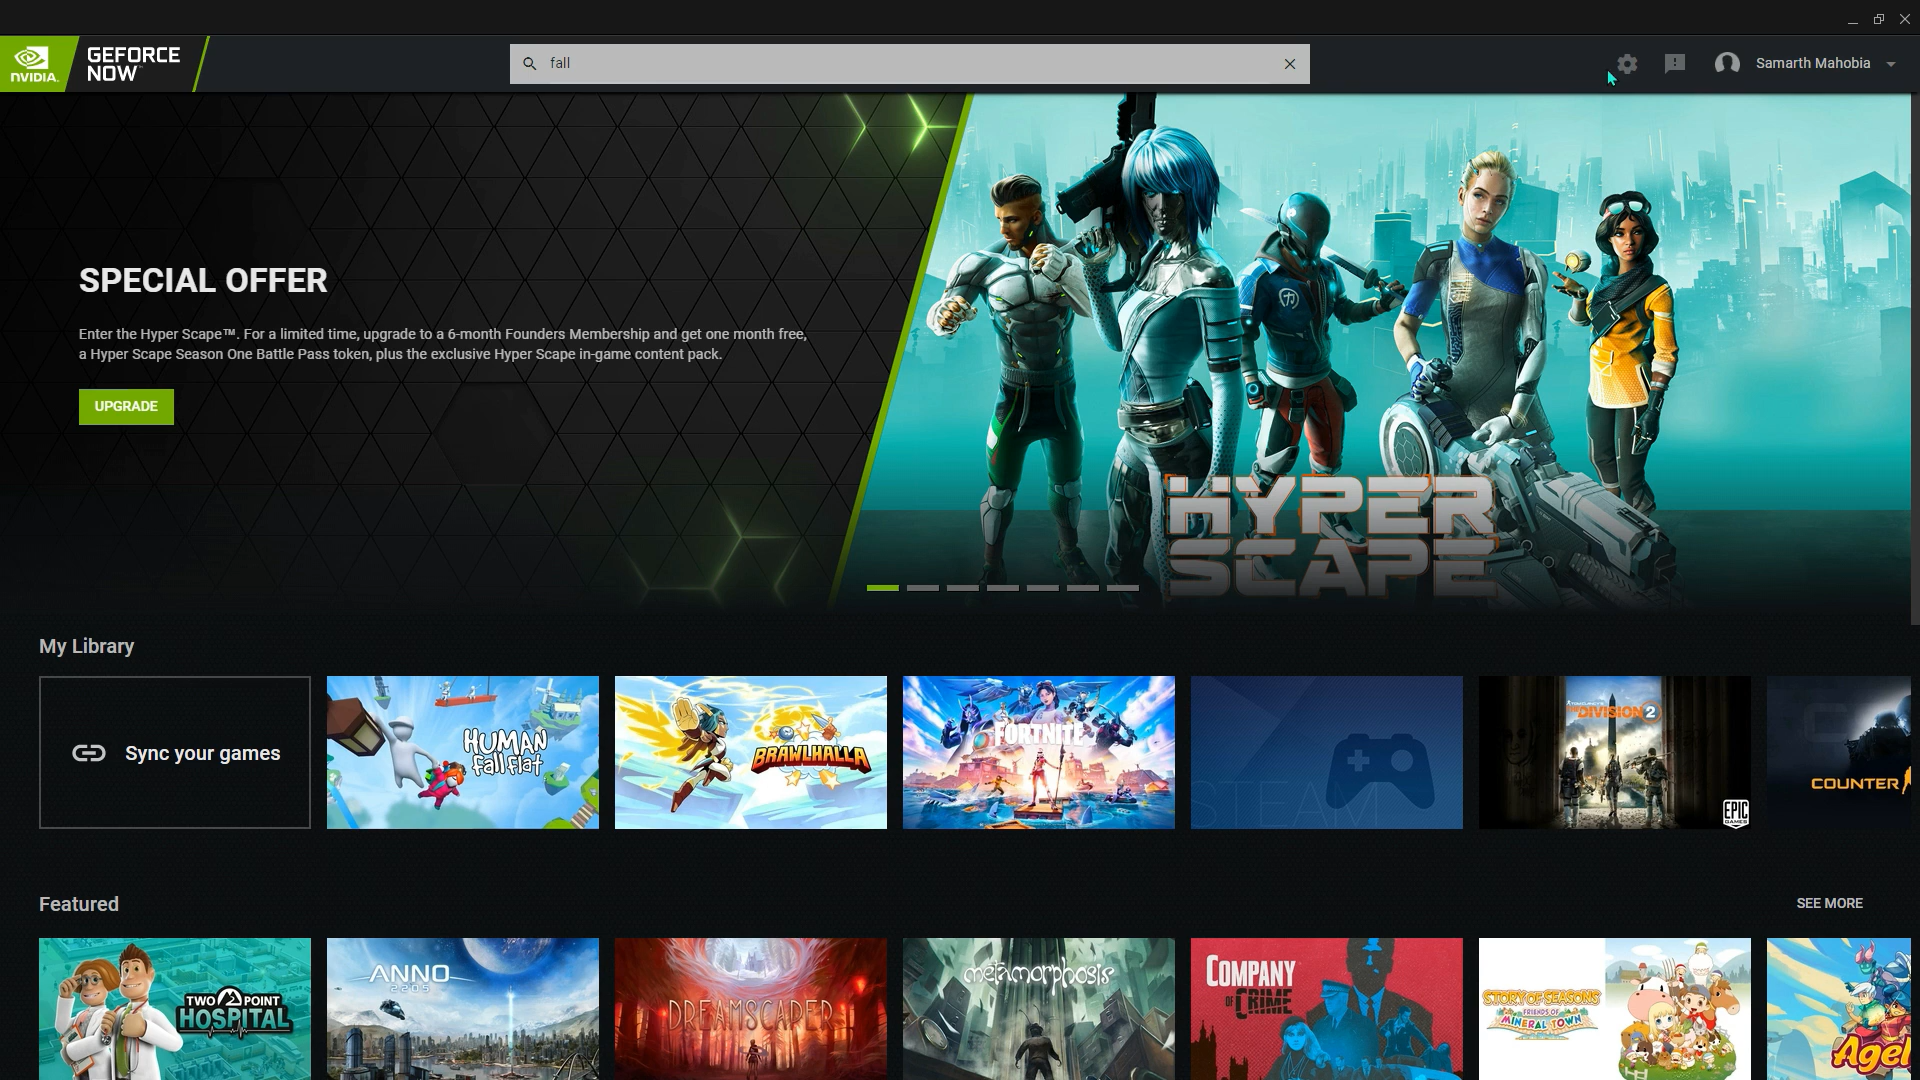 NVIDIA.
GEFORCE
NOW
fall
Samarth Mahobia
SPECIAL OFFER
Enter the Hyper Scape™. For a limited time, upgrade to a 6-month Founders Membership and get one month free,
a Hyper Scape Season One Battle Pass token, plus the exclusive Hyper Scape in-game content pack.
UPGRADE
HYPER
SCAPE
My Library
Sync your games
HUMAN
fall flat
BRAWLHALLA
FORTNITE
STEAM
TOM CLANCY'S
THE DIVISION 2
EPIC
GAMES
COUNTER
Featured
SEE MORE
TWO POINT
HOSPITAL
ANNO
2205
DREAMSCAPER
metamorphosis
COMPANY
OF CRIME
STORY OF SEASONS
FRIENDS OF
MINERAL TOWN
Age